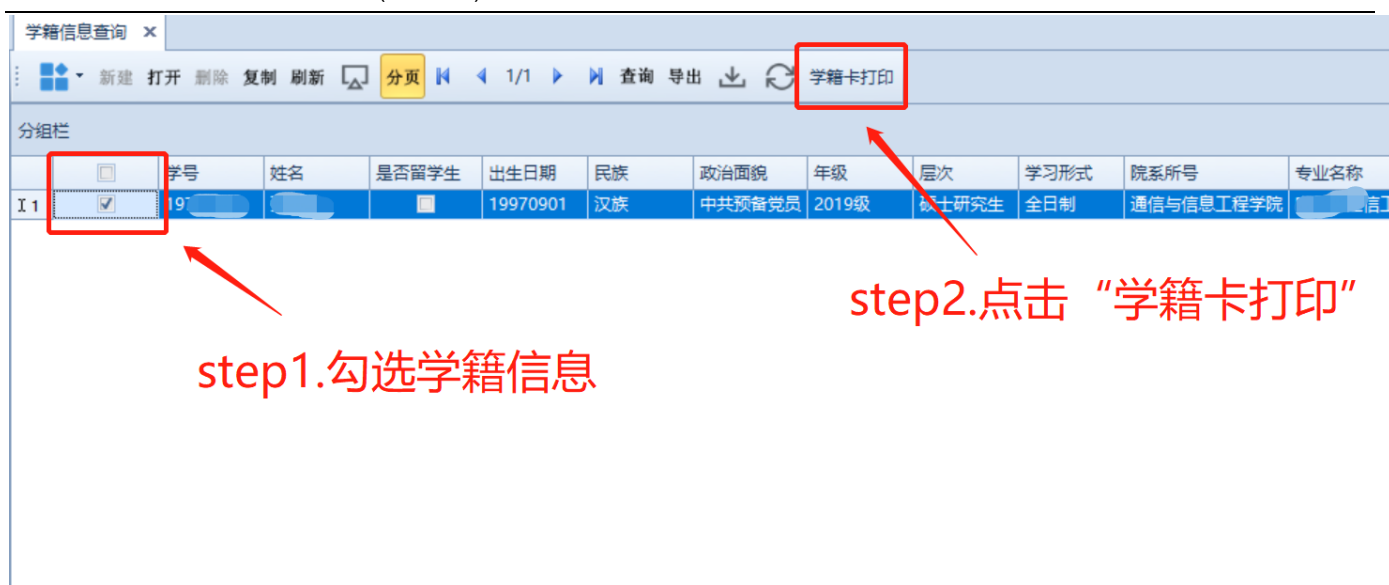 学籍信息查询
新建 打开 删除 复制 刷新 分页 1/1 查询 导出 学籍卡打印
分组栏
学号 姓名 是否留学生 出生日期 民族 政治面貌 年级 层次 学习形式 院系所号 专业名称
1 197 19970901 汉族 中共预备党员 2019级 硕士研究生 全日制 通信与信息工程学院 信
step2.点击“学籍卡打印”
step1.勾选学籍信息